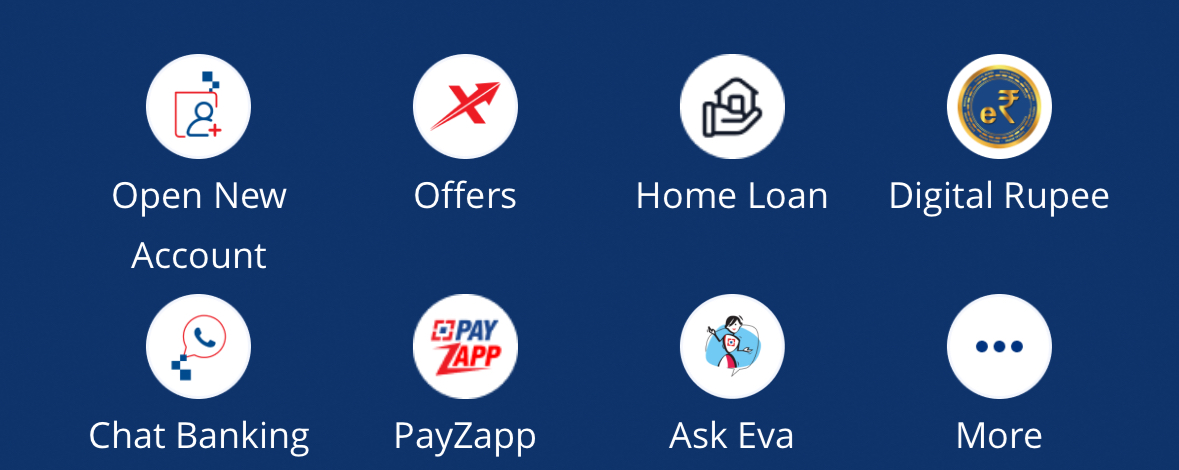 e₹
Open New
Account
Offers
Home Loan
Digital Rupee
PAY
ZAPP
Chat Banking
PayZapp
Ask Eva
More